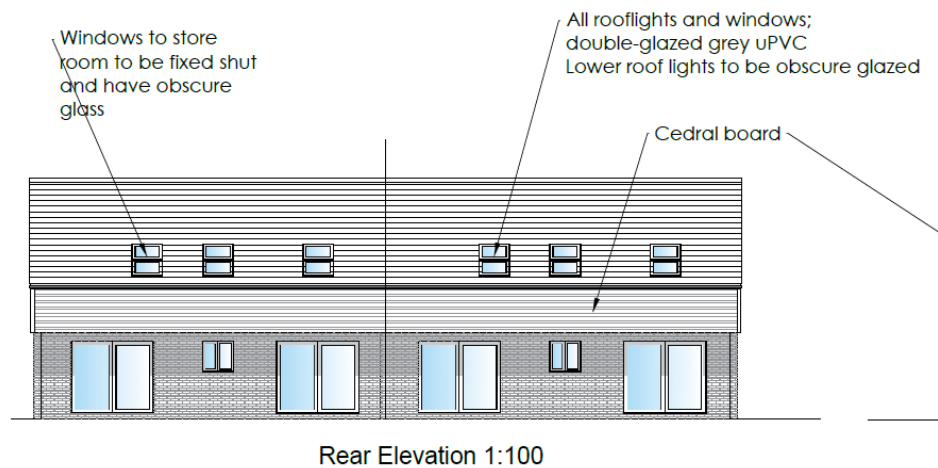 Windows to store
room to be fixed shut
and have obscure
glass
All rooflights and windows;
double-glazed grey uPVC
Lower roof lights to be obscure glazed
Cedral board
Rear Elevation 1:100